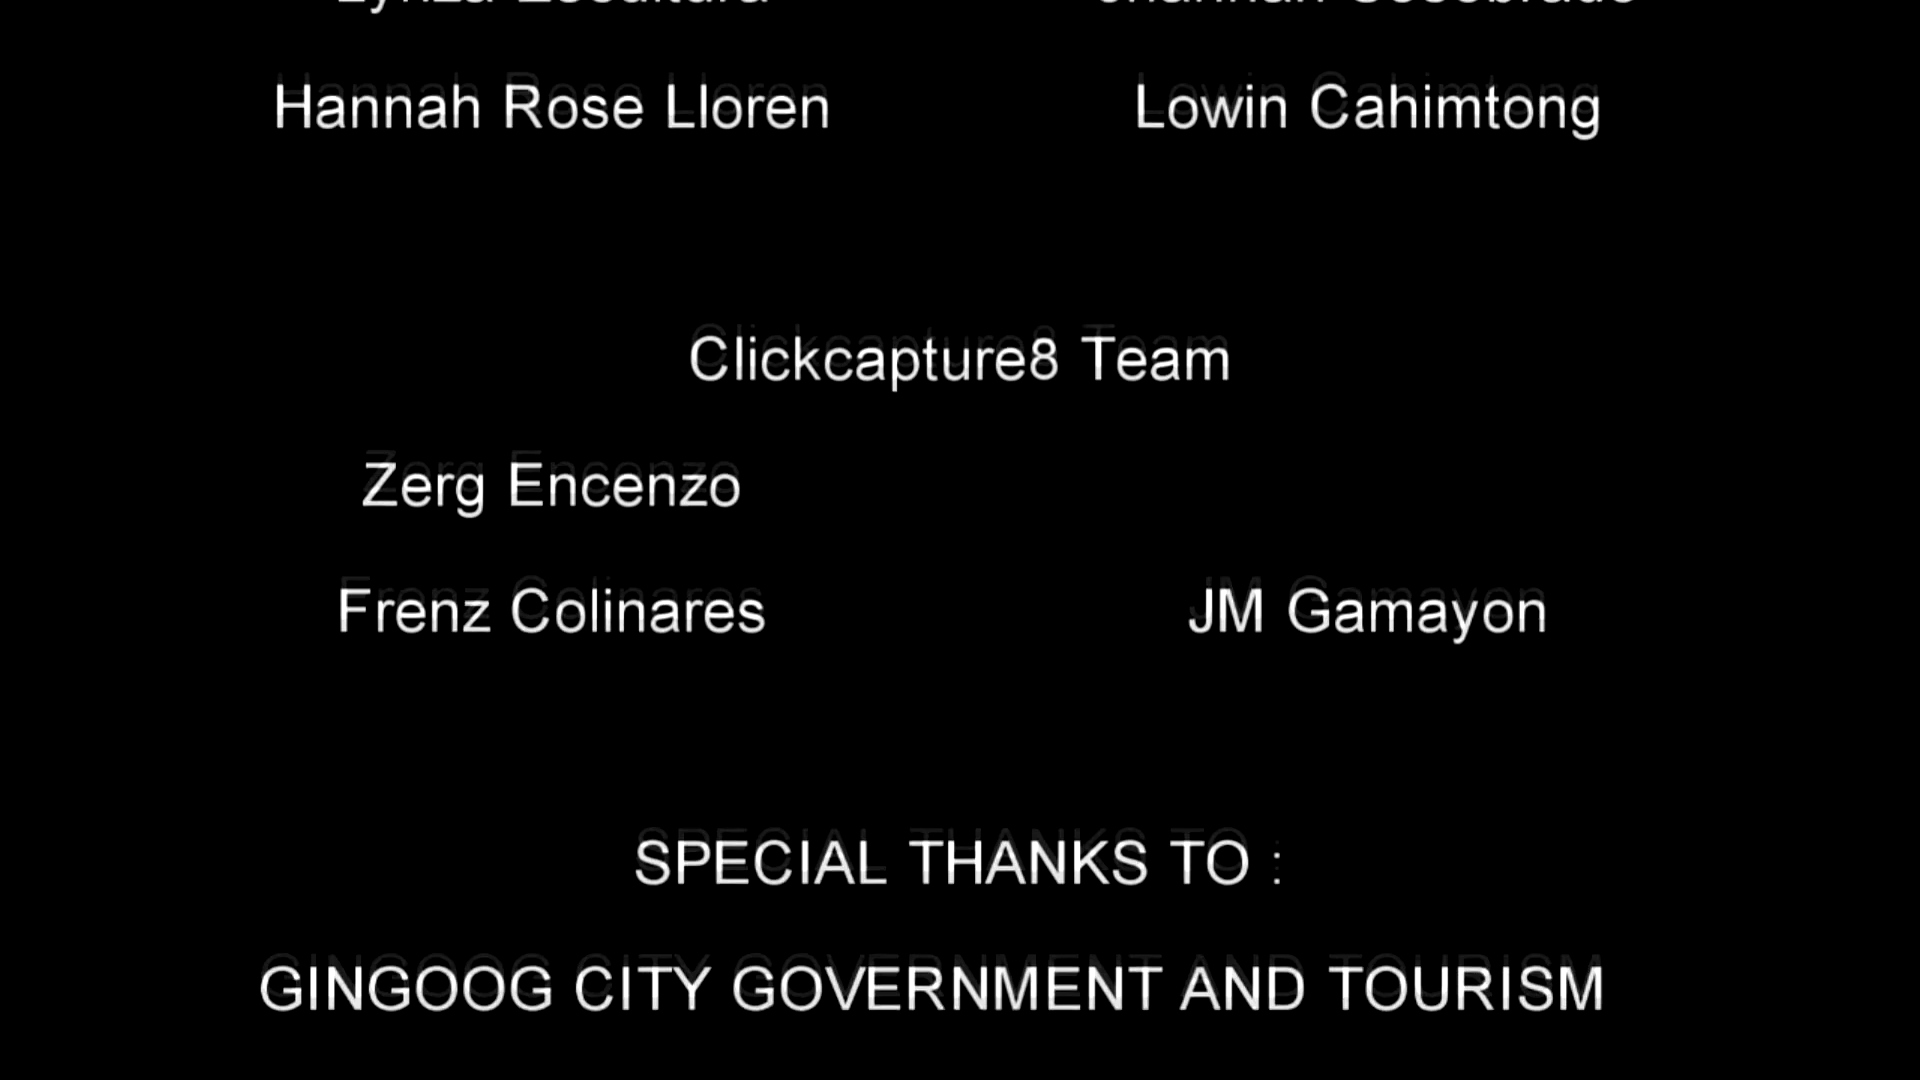 Hannah Rose Lloren Lowin Cahimtong
Clickcapture8 Team
Zerg Encenzo
Frenz Colinares JM Gamayon
SPECIAL THANKS TO :
GINGOOG CITY GOVERNMENT AND TOURISM